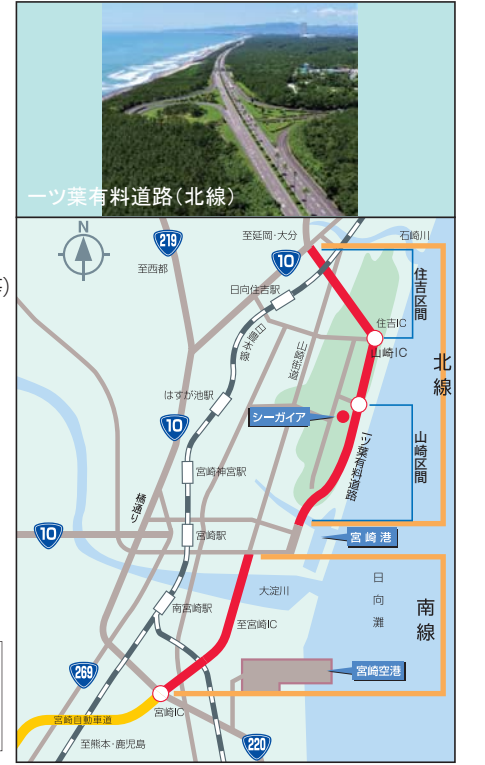 一ツ葉有料道路(北線)
N
219
至延岡・大分
石崎川
10
至西都
日向住吉駅
住吉区間
住吉IC
日豊本線
山崎街道
山崎IC
北線
はすが池駅
シーガイア
10
山崎区間
一ツ葉有料道路
宮崎神宮駅
橘通り
10
宮崎駅
宮崎港
大淀川
日向灘
南宮崎駅
至宮崎IC
南線
269
宮崎空港
宮崎IC
宮崎自動車道
至熊本・鹿児島
220